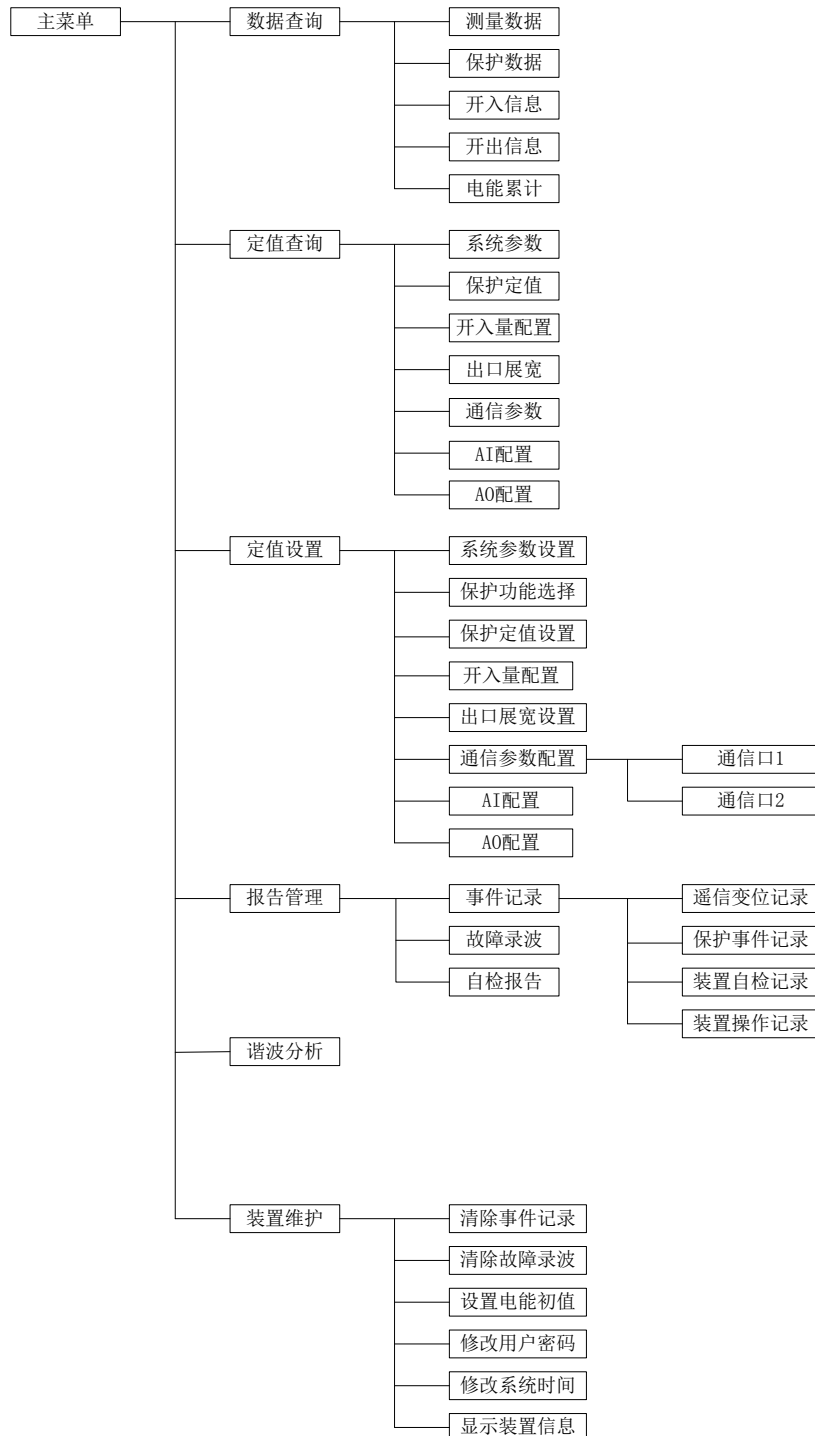 主菜单
数据查询
测量数据
保护数据
开入信息
开出信息
电能累计
定值查询
系统参数
保护定值
开入量配置
出口展宽
通信参数
AI配置
AO配置
定值设置
系统参数设置
保护功能选择
保护定值设置
开入量配置
出口展宽设置
通信参数配置
通信口1
通信口2
AI配置
AO配置
报告管理
事件记录
遥信变位记录
保护事件记录
装置自检记录
装置操作记录
故障录波
自检报告
谐波分析
装置维护
清除事件记录
清除故障录波
设置电能初值
修改用户密码
修改系统时间
显示装置信息